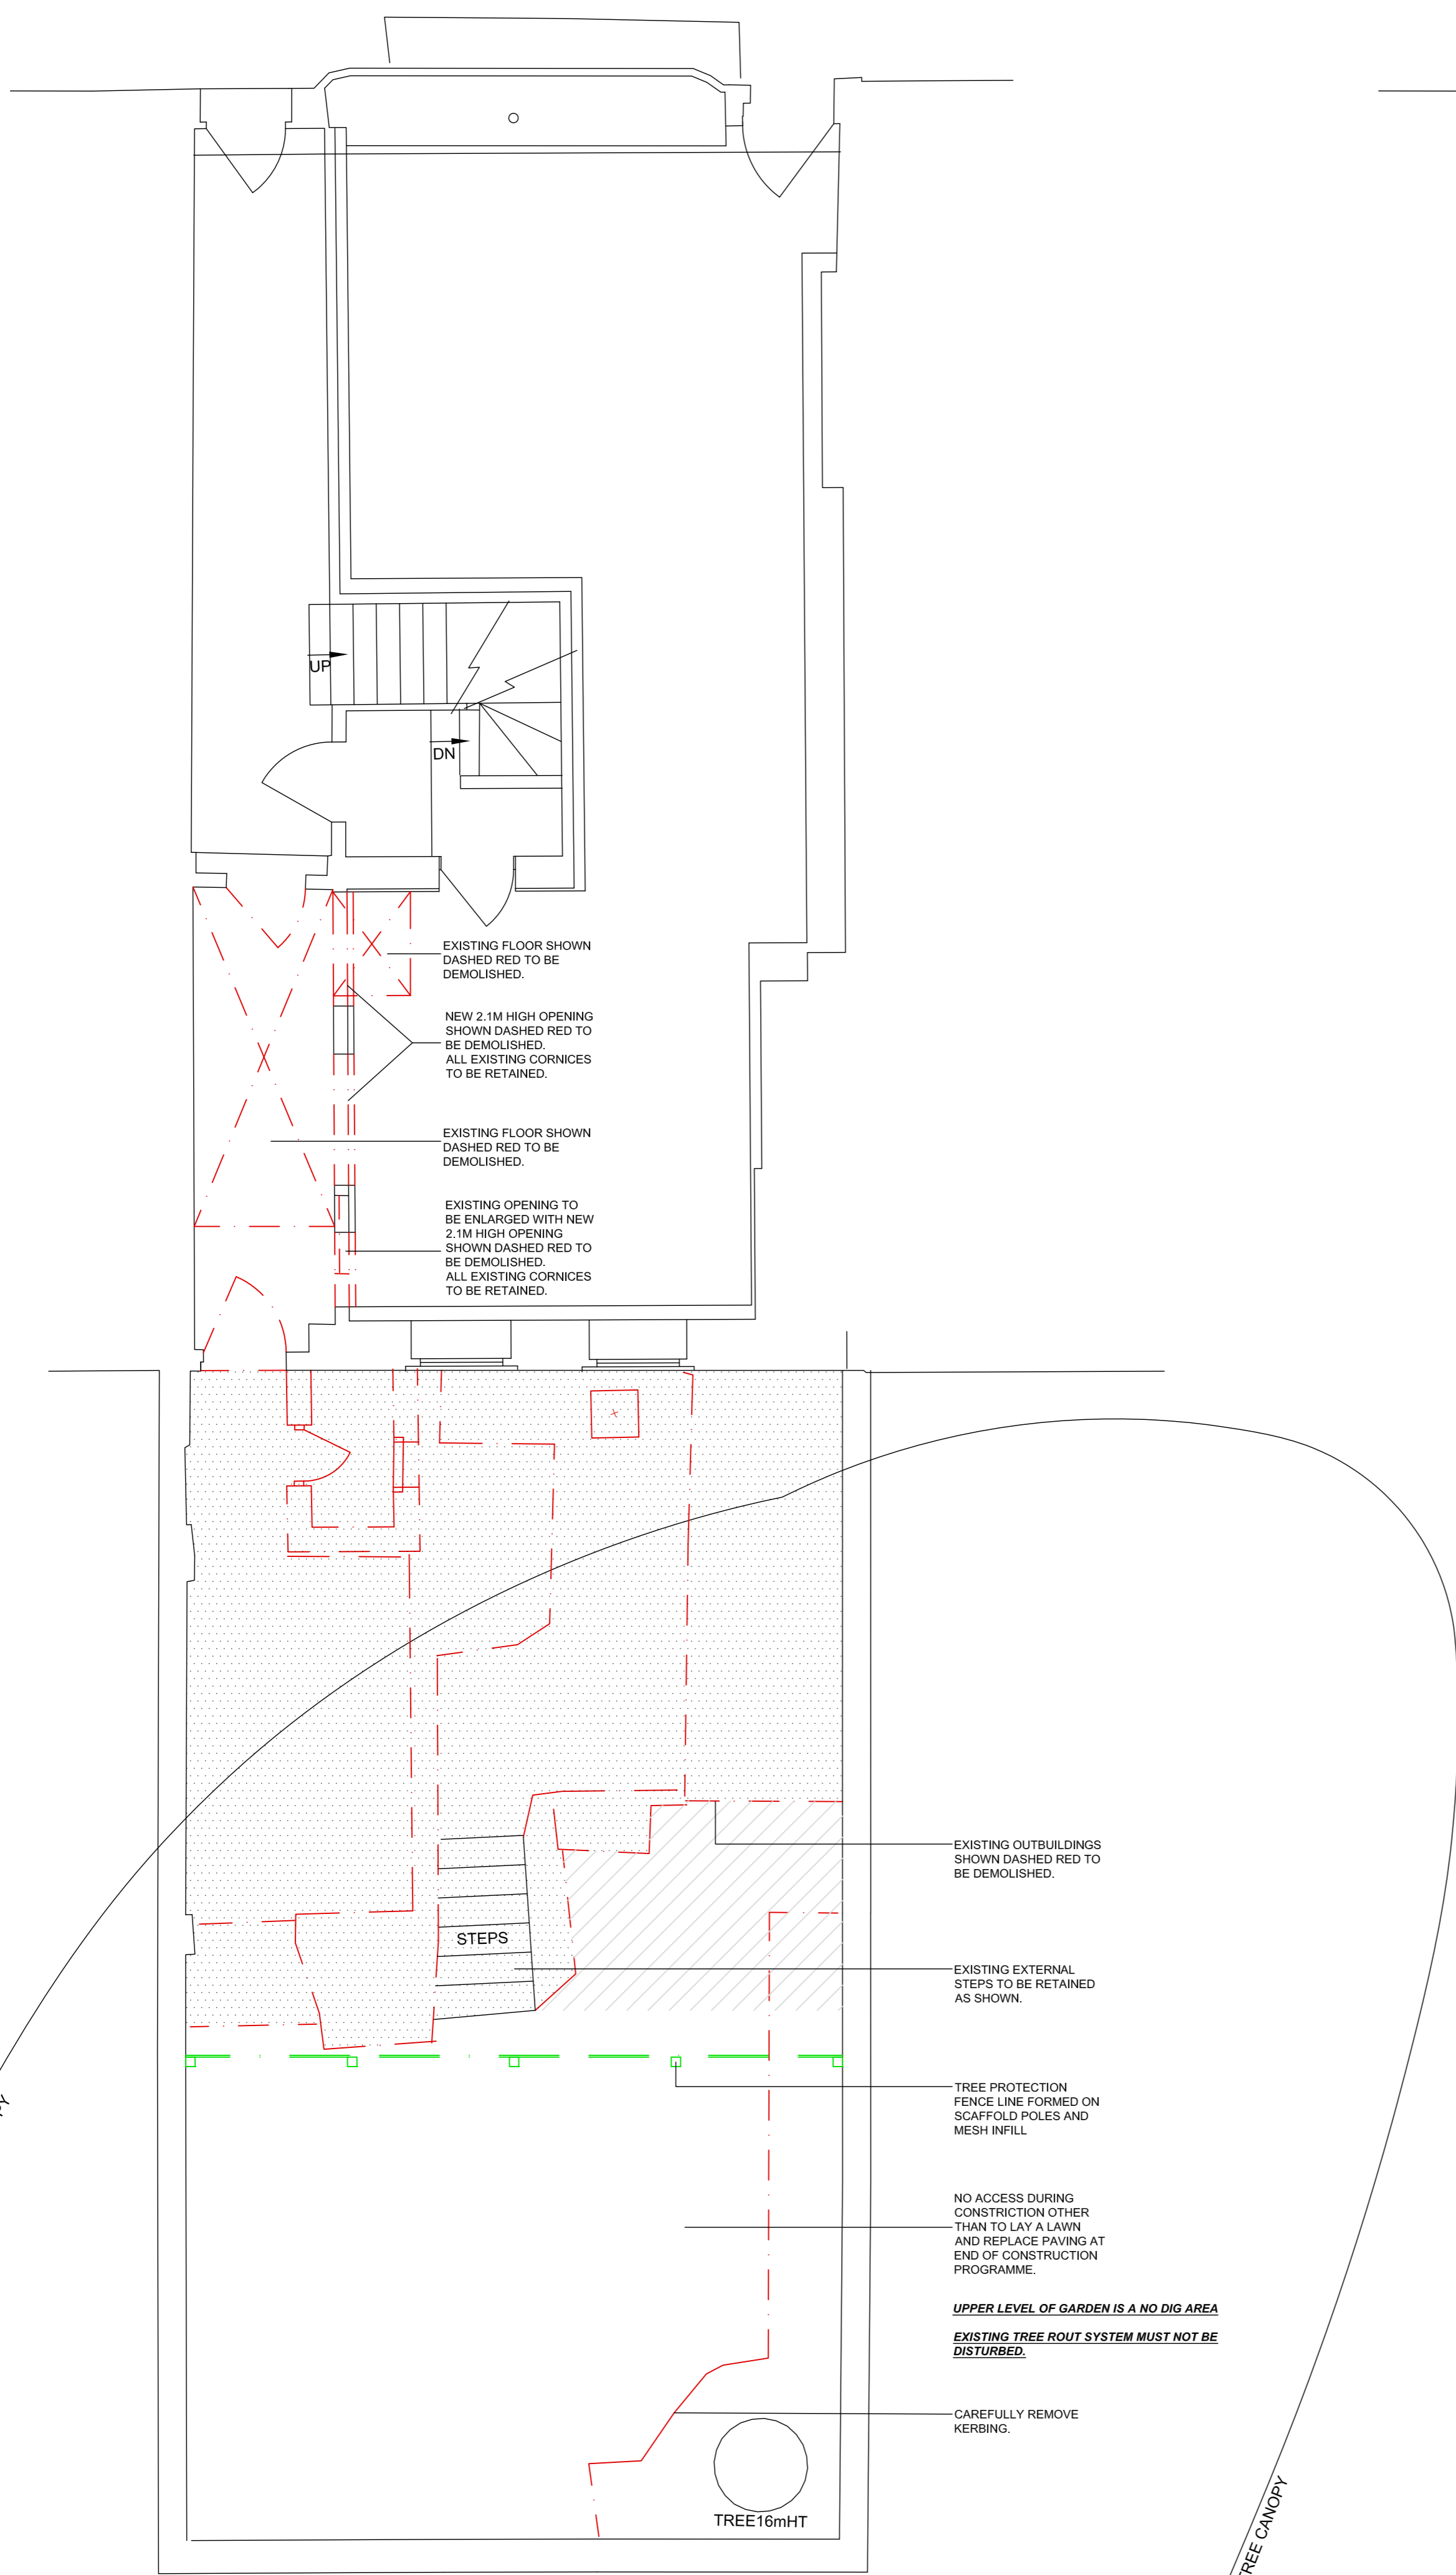 UP
DN
EXISTING FLOOR SHOWN
DASHED RED TO BE
DEMOLISHED.
NEW 2.1M HIGH OPENING
SHOWN DASHED RED TO
BE DEMOLISHED.
ALL EXISTING CORNICES
TO BE RETAINED.
EXISTING FLOOR SHOWN
DASHED RED TO BE
DEMOLISHED.
EXISTING OPENING TO
BE ENLARGED WITH NEW
2.1M HIGH OPENING
SHOWN DASHED RED TO
BE DEMOLISHED.
ALL EXISTING CORNICES
TO BE RETAINED.
EXISTING OUTBUILDINGS
SHOWN DASHED RED TO
BE DEMOLISHED.
STEPS
EXISTING EXTERNAL
STEPS TO BE RETAINED
AS SHOWN.
TREE PROTECTION
FENCE LINE FORMED ON
SCAFFOLD POLES AND
MESH INFILL
NO ACCESS DURING
CONSTRICTION OTHER
THAN TO LAY A LAWN
AND REPLACE PAVING AT
END OF CONSTRUCTION
PROGRAMME.
UPPER LEVEL OF GARDEN IS A NO DIG AREA
EXISTING TREE ROUT SYSTEM MUST NOT BE
DISTURBED.
CAREFULLY REMOVE
KERBING.
TREE16mHT
TREE CANOPY